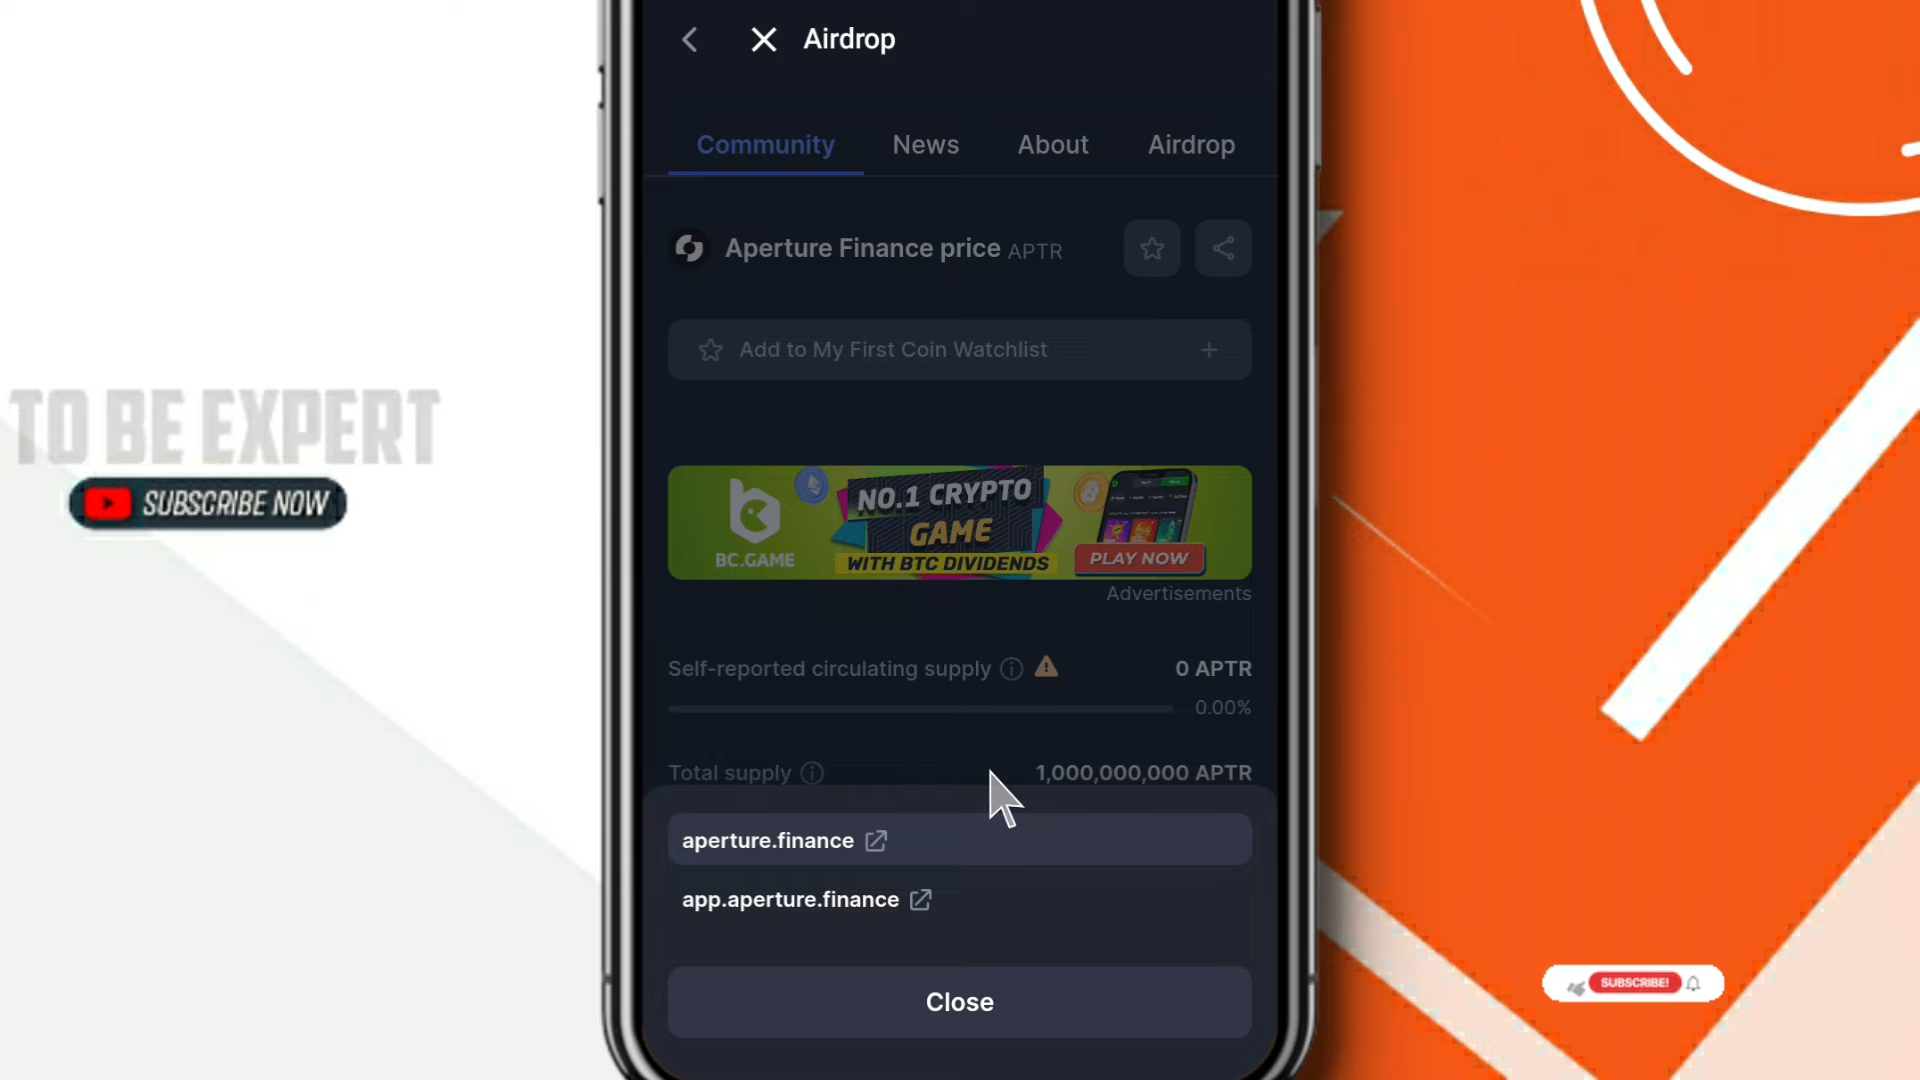 Airdrop
Community News About Airdrop
Aperture Finance price APTR
Add to My First Coin Watchlist
TO BE EXPERT
SUBSCRIBE NOW
BC.GAME
NO.1 CRYPTO
GAME
WITH BTC DIVIDENDS
PLAY NOW
Advertisements
Self-reported circulating supply 0 APTR
0.00%
Total supply 1,000,000,000 APTR
aperture.finance
app.aperture.finance
Close
SUBSCRIBE!